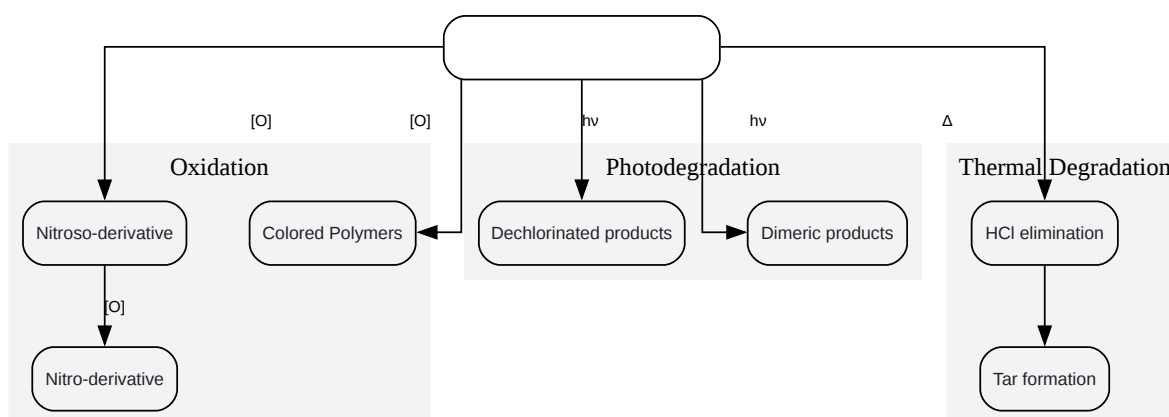 [O]
[O]
hν
hν
Δ
Oxidation
Photodegradation
Thermal Degradation
Nitroso-derivative
Colored Polymers
Dechlorinated products
Dimeric products
HCl elimination
[O]
Nitro-derivative
Tar formation